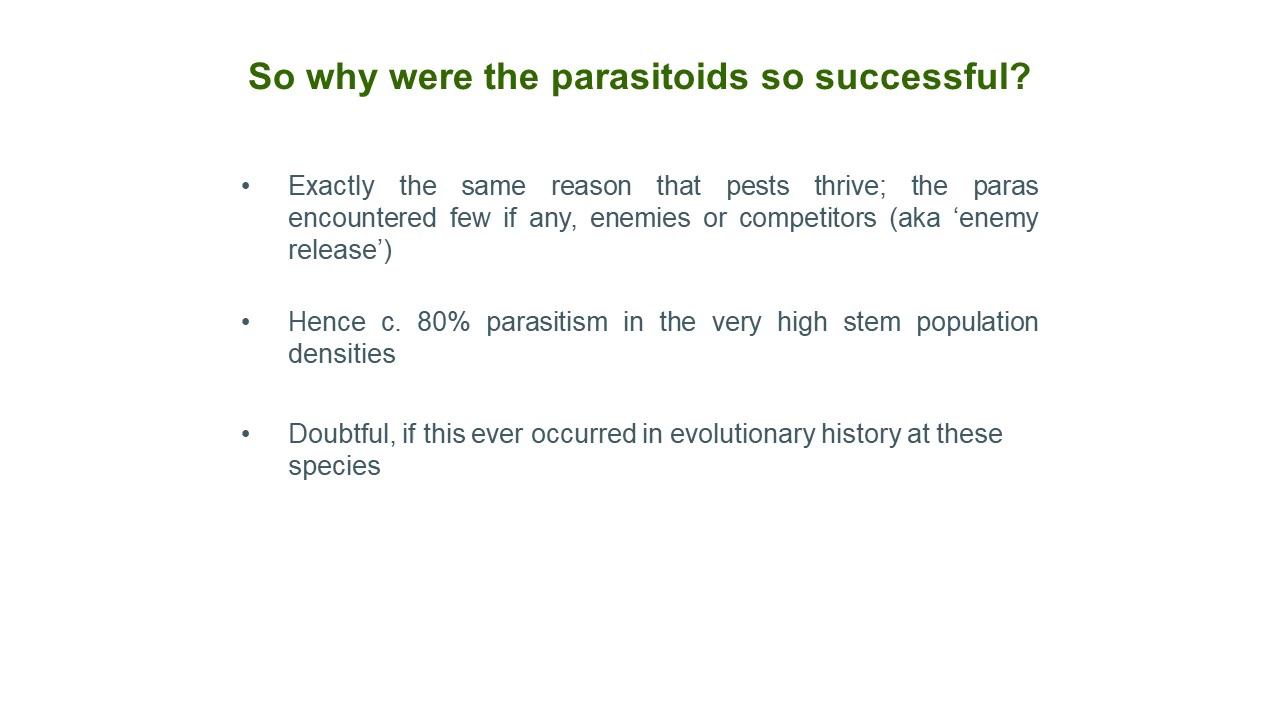 So why were the parasitoids so successful?
• Exactly the same reason that pests thrive; the paras
encountered few if any, enemies or competitors (aka ‘enemy
release’)
• Hence c. 80% parasitism in the very high stem population
densities
• Doubtful, if this ever occurred in evolutionary history at these
species